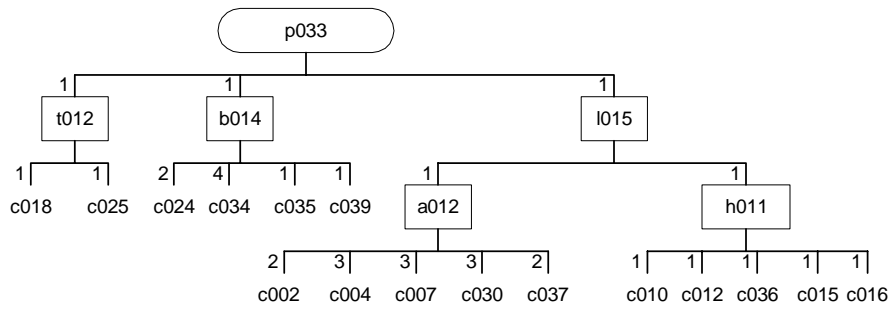 p033
1 1 1
t012 b014 l015
1 1 2 4 1 1 1 1
c018 c025 c024 c034 c035 c039 a012 h011
2 3 3 3 2 1 1 1 1 1
c002 c004 c007 c030 c037 c010 c012 c036 c015 c016